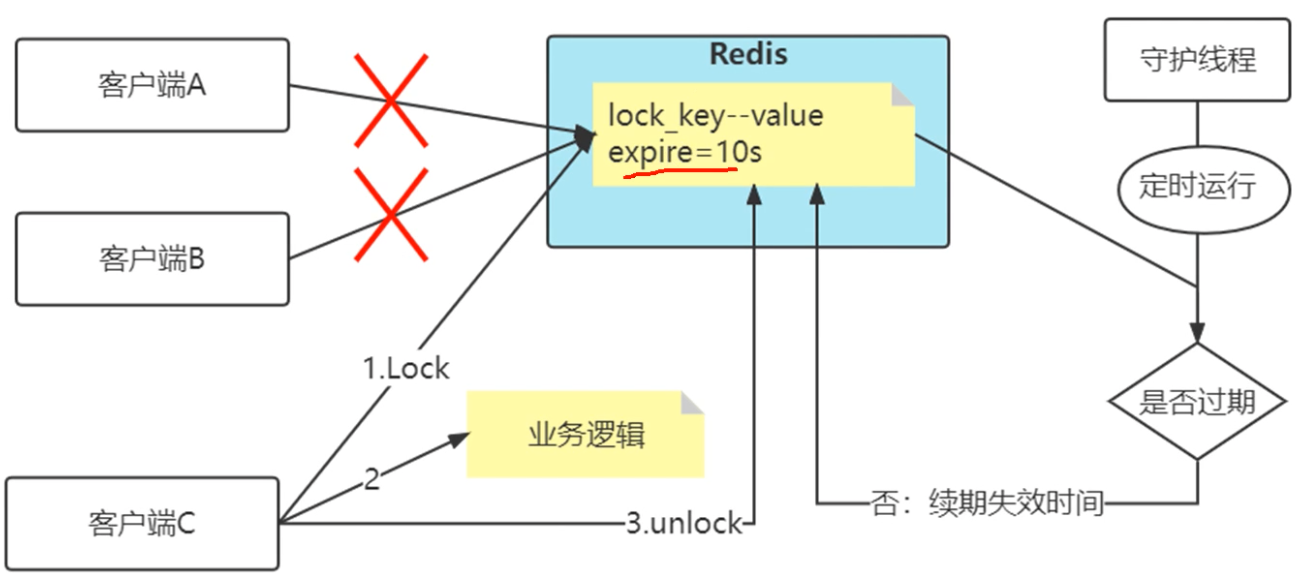 客户端A
客户端B
客户端C
1.Lock
2
3.unlock
业务逻辑
Redis
lock_key--value
expire=10s
守护线程
定时运行
是否过期
否：续期失效时间